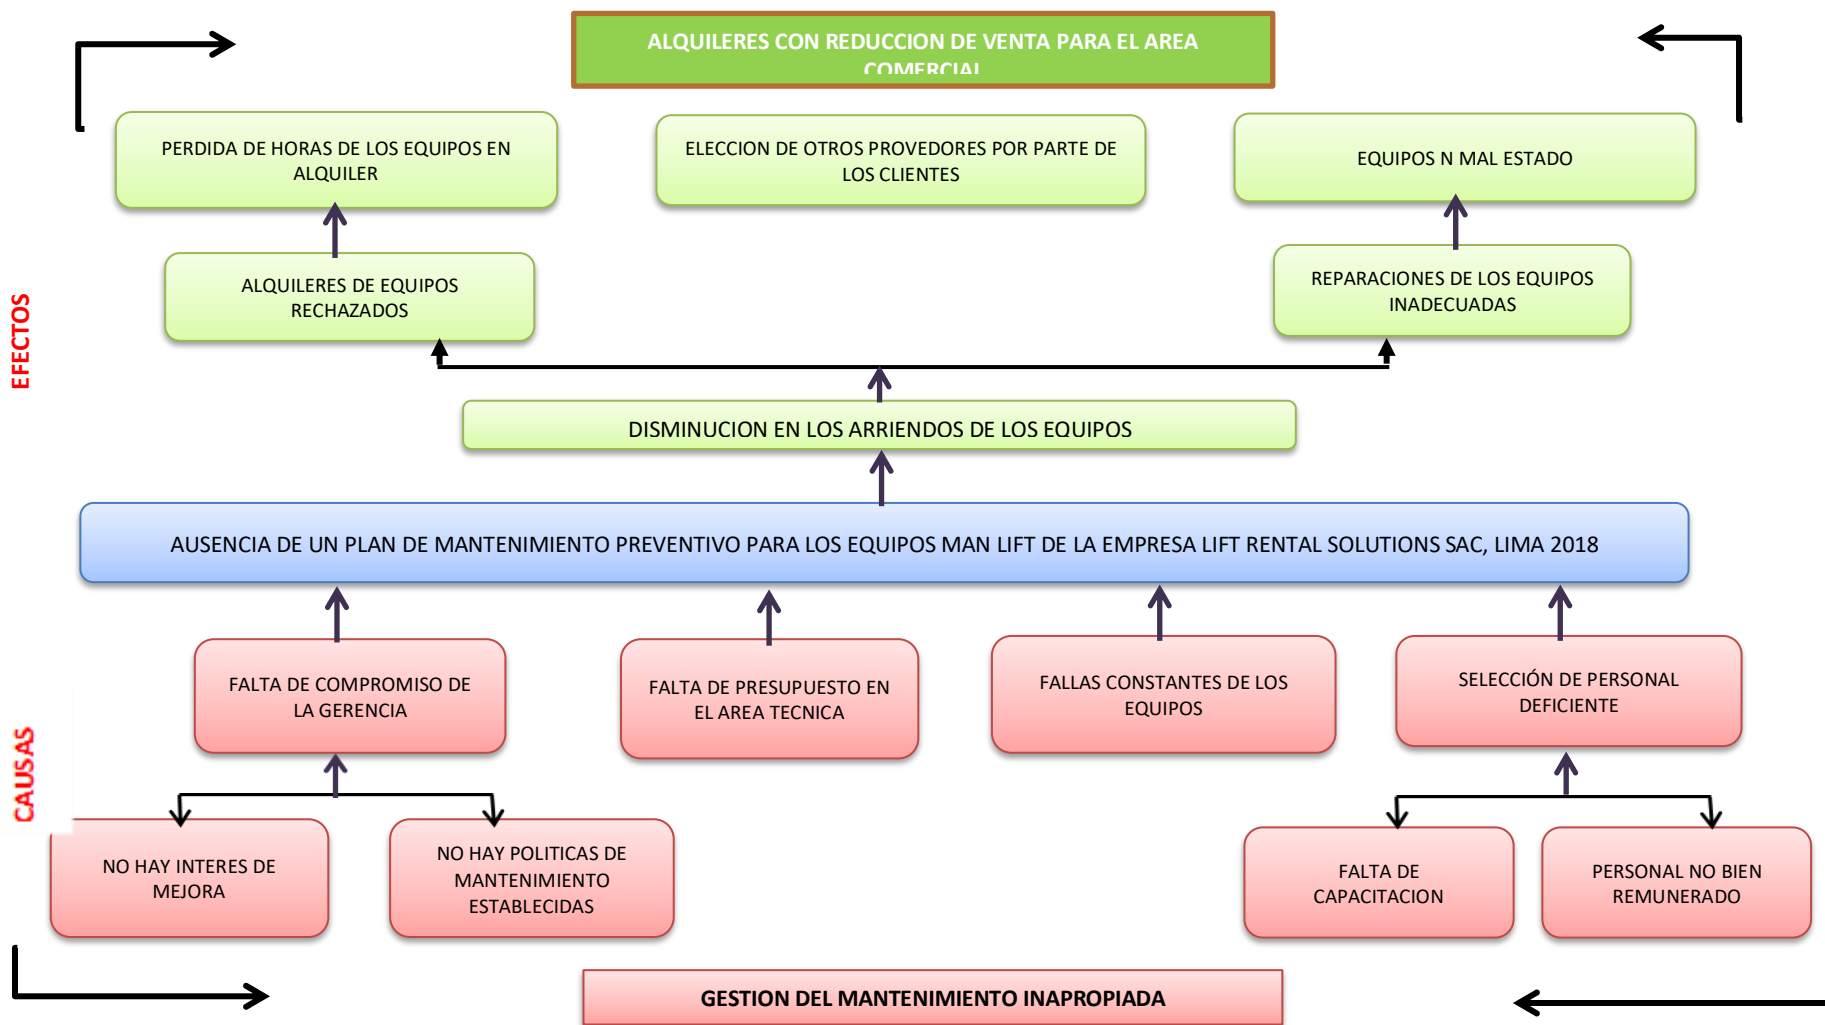 ALQUILERES CON REDUCCION DE VENTA PARA EL AREA
COMERCIAL
PERDIDA DE HORAS DE LOS EQUIPOS EN
ALQUILER
ELECCION DE OTROS PROVEDORES POR PARTE DE
LOS CLIENTES
EQUIPOS N MAL ESTADO
ALQUILERES DE EQUIPOS
RECHAZADOS
REPARACIONES DE LOS EQUIPOS
INADECUADAS
EFECTOS
DISMINUCION EN LOS ARRIENDOS DE LOS EQUIPOS
AUSENCIA DE UN PLAN DE MANTENIMIENTO PREVENTIVO PARA LOS EQUIPOS MAN LIFT DE LA EMPRESA LIFT RENTAL SOLUTIONS SAC, LIMA 2018
FALTA DE COMPROMISO DE
LA GERENCIA
FALTA DE PRESUPUESTO EN
EL AREA TECNICA
FALLAS CONSTANTES DE LOS
EQUIPOS
SELECCIÓN DE PERSONAL
DEFICIENTE
CAUSAS
NO HAY INTERES DE
MEJORA
NO HAY POLITICAS DE
MANTENIMIENTO
ESTABLECIDAS
FALTA DE
CAPACITACION
PERSONAL NO BIEN
REMUNERADO
GESTION DEL MANTENIMIENTO INAPROPIADA